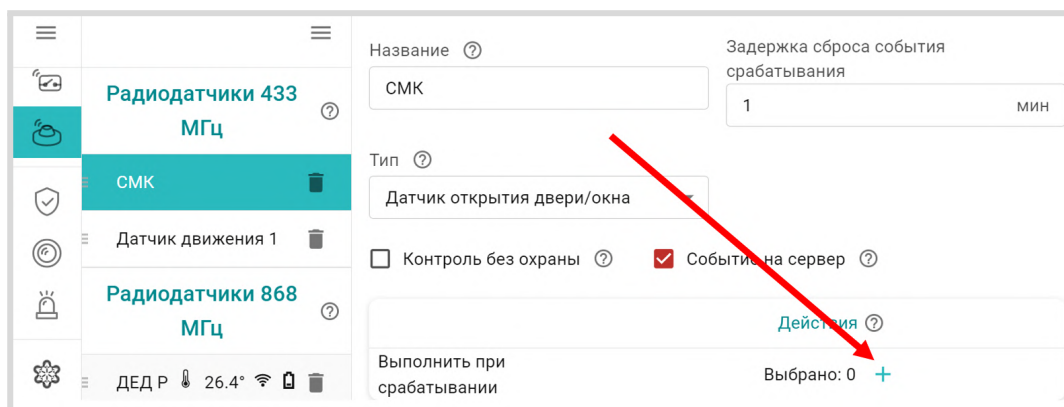 Радиодатчики 433
МГц
СМК
Датчик движения 1
Радиодатчики 868
МГц
ДЕД Р 26.4°
Название
СМК
Задержка сброса события
срабатывания
1 мин
Тип
Датчик открытия двери/окна
Контроль без охраны
Событие на сервер
Действия
Выполнить при
срабатывании
Выбрано: 0 +